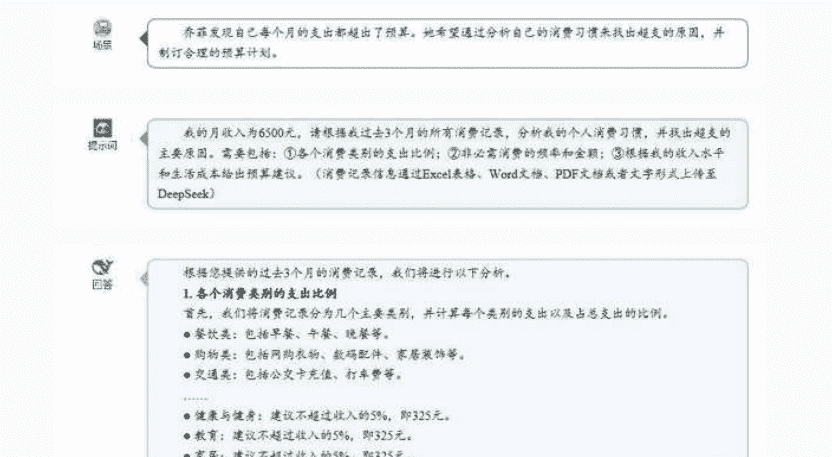 场景
乔菲发现自己每个月的支出都超出了预算。她希望通过分析自己的消费习惯来找出超支的原因，并
制订合理的预算计划。
提示词
我的月收入为6500元，请根据我过去3个月的所有消费记录，分析我的个人消费习惯，并找出超支的
主要原因。需要包括：①各个消费类别的支出比例；②非必需消费的频率和金额；③根据我的收入水平
和生活成本给出预算建议。（消费记录信息通过Excel表格、Word文档、PDF文档或者文字形式上传至
DeepSeek）
回答
根据您提供的过去3个月的消费记录，我们将进行以下分析。
1. 各个消费类别的支出比例
首先，我们将消费记录分为几个主要类别，并计算每个类别的支出以及占总支出的比例。
● 餐饮类：包括早餐、午餐、晚餐等。
● 购物类：包括网购衣物、数码配件、家居装饰等。
● 交通类：包括公交卡充值、打车费等。
……
● 健康与健身：建议不超过收入的5%，即325元。
● 教育：建议不超过收入的5%，即325元。
● 家居：建议不超过收入的5%，即325元。